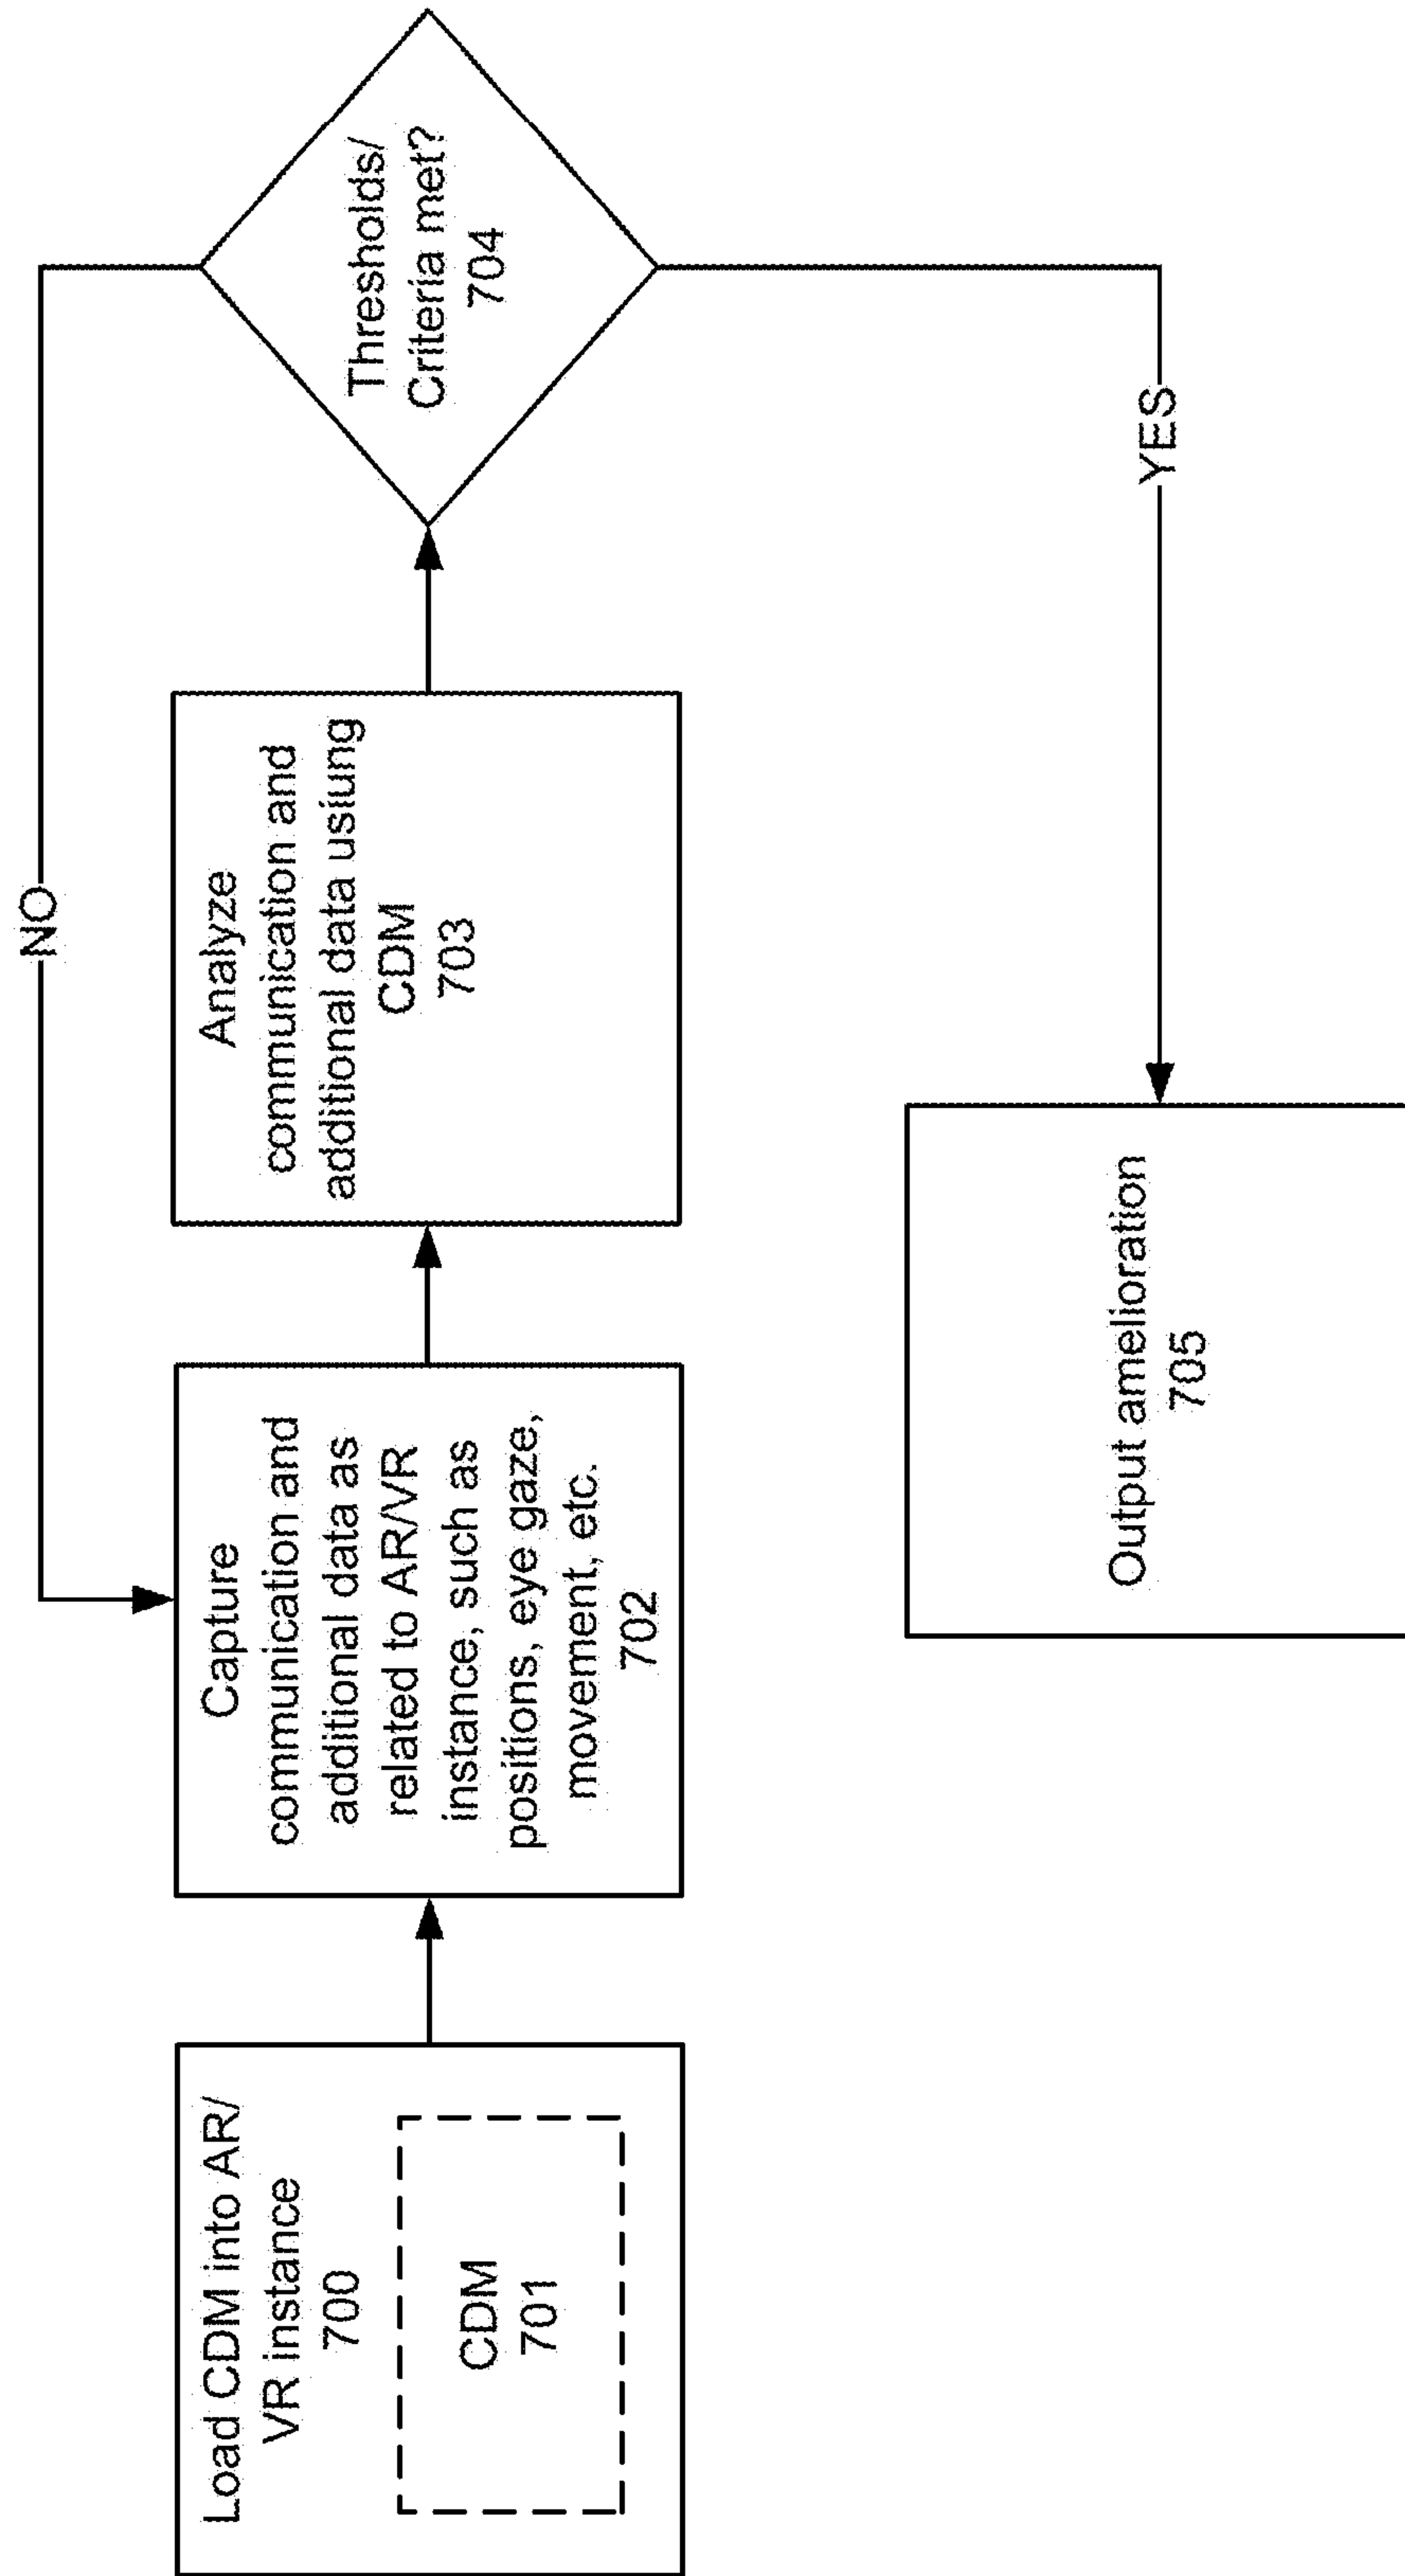 Load CDM into AR/
VR instance
700
CDM
701
Capture
communication and
additional data as
related to AR/VR
instance, such as
positions, eye gaze,
movement, etc.
702
Analyze
communication and
additional data usiung
CDM
703
Thresholds/
Criteria met?
704
NO
YES
Output amelioration
705